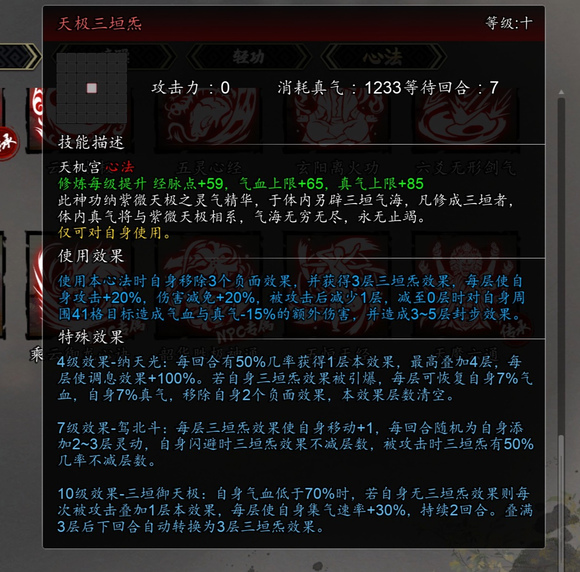 天极三垣炁
等级:十
轻功
心法
攻击力：0
消耗真气：1233等待回合：7
技能描述
天机宫 心法
修炼每级提升 经脉点+59，气血上限+65，真气上限+85
此神功纳紫微天极之灵气精华，于体内另辟三垣气海，凡修成三垣者，
体内真气将与紫微天极相系，气海无穷无尽，永无止竭。
仅可对自身使用。
使用效果
使用本心法时自身移除3个负面效果，并获得3层三垣炁效果，每层使自
身攻击+20%，伤害减免+20%，被攻击后减少1层，减至0层时对自身周
围41格目标造成气血与真气-15%的额外伤害，并造成3~5层封步效果。
特殊效果
4级效果-纳天光：每回合有50%几率获得1层本效果，最高叠加4层，每
层使调息效果+100%。若自身三垣炁效果被引爆，每层可恢复自身7%气
血，自身7%真气，移除自身2个负面效果，本效果层数清空。
7级效果-驾北斗：每层三垣炁效果使自身移动+1，每回合随机为自身添
加2~3层灵动，自身闪避时三垣炁效果不减层数，被攻击时三垣炁有50%
几率不减层数。
10级效果-三垣御天极：自身气血低于70%时，若自身无三垣炁效果则每
次被攻击叠加1层本效果，每层使自身集气速率+30%，持续2回合。叠满
3层后下回合自动转换为3层三垣炁效果。